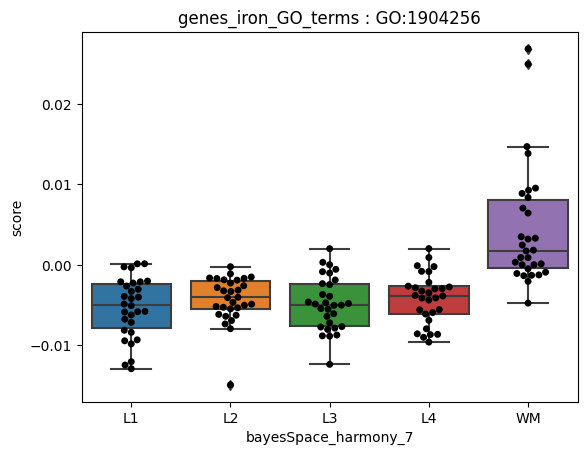 genes_iron_GO_terms : GO:1904256
0.02
0.01
0.00
−0.01
score
L1 L2 L3 L4 WM
bayesSpace_harmony_7